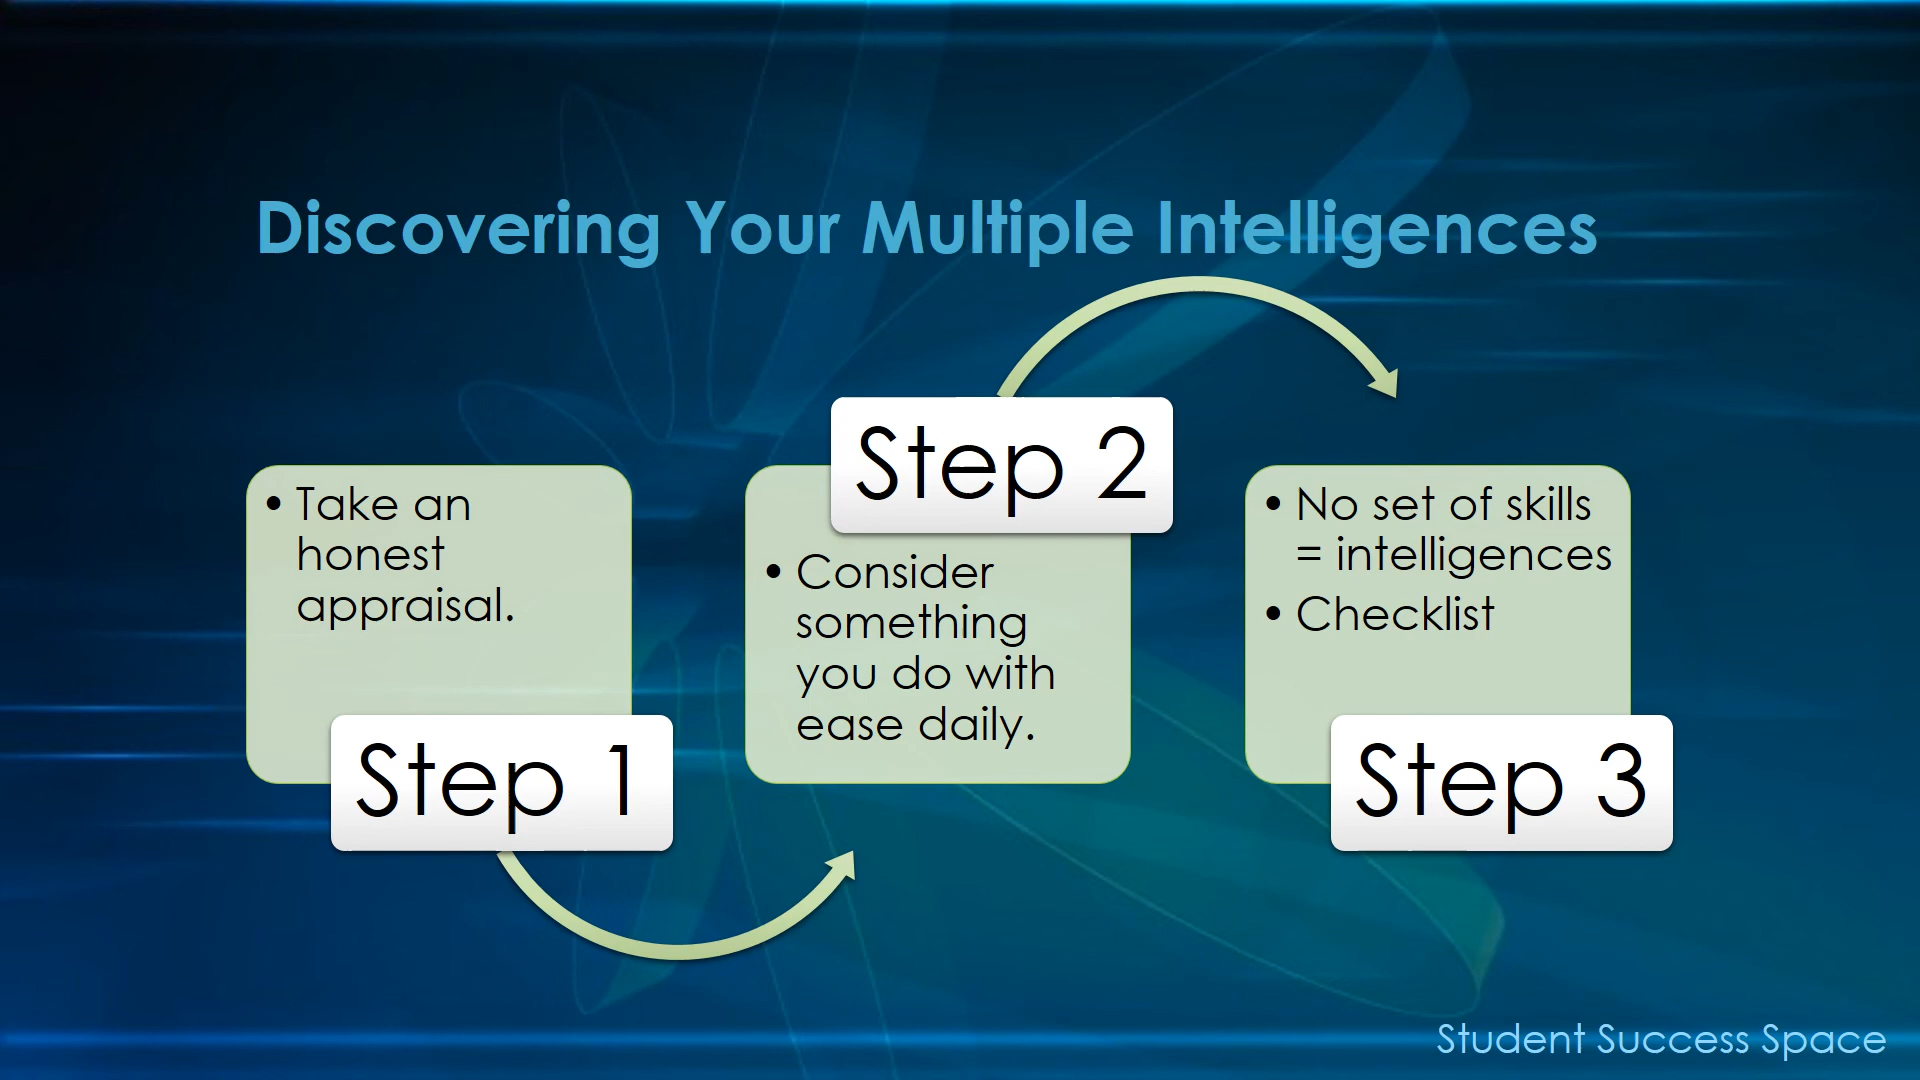 Discovering Your Multiple Intelligences
• Take an
honest
appraisal.
Step 1
Step 2
• Consider
something
you do with
ease daily.
• No set of skills
= intelligences
• Checklist
Step 3
Student Success Space